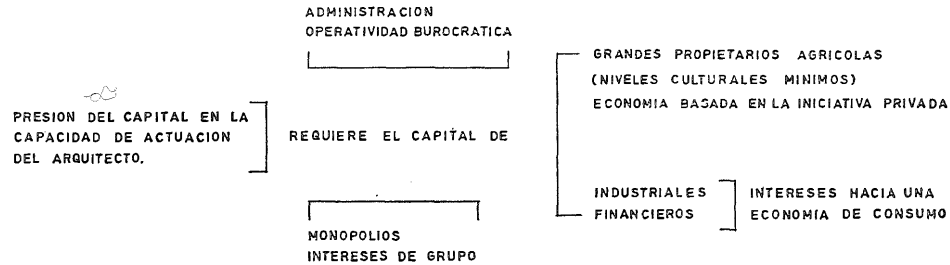 ADMINISTRACION
OPERATIVIDAD BUROCRATICA
PRESION DEL CAPITAL EN LA
CAPACIDAD DE ACTUACION
DEL ARQUITECTO.
REQUIERE EL CAPITAL DE
MONOPOLIOS
INTERESES DE GRUPO
GRANDES PROPIETARIOS AGRICOLAS
(NIVELES CULTURALES MINIMOS)
ECONOMIA BASADA EN LA INICIATIVA PRIVADA
INDUSTRIALES
FINANCIEROS
INTERESES HACIA UNA
ECONOMIA DE CONSUMO